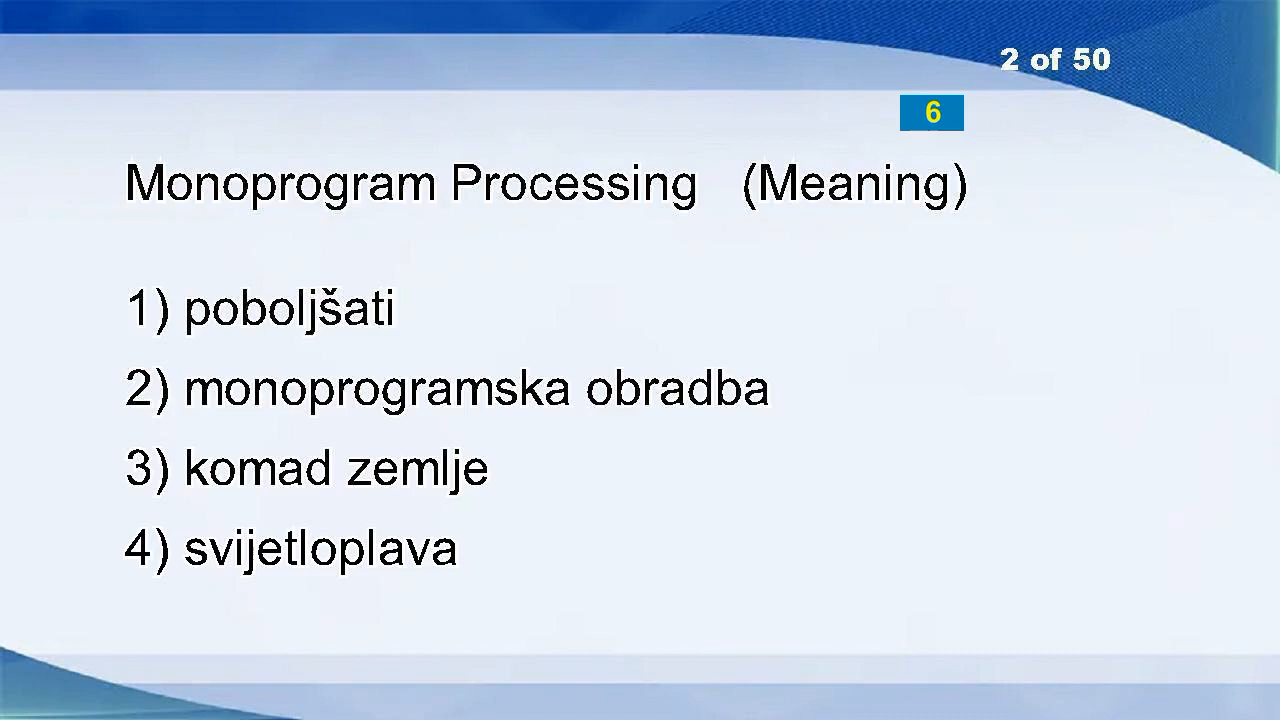 2 of 50
6
Monoprogram Processing (Meaning)
1) poboljšati
2) monoprogramska obradba
3) komad zemlje
4) svijetloplava